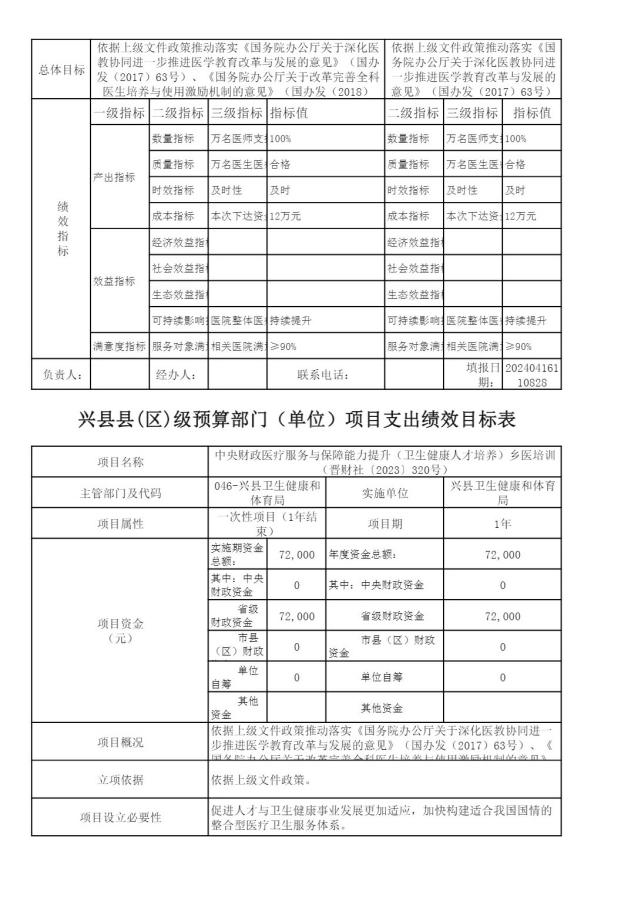 总体目标
依据上级文件政策推动落实《国务院办公厅关于深化医
教协同进一步推进医学教育改革与发展的意见》（国办
发（2017）63号）、《国务院办公厅关于改革完善全科
医生培养与使用激励机制的意见》（国办发（2018）
依据上级文件政策推动落实《国
务院办公厅关于深化医教协同进
一步推进医学教育改革与发展的
意见》（国办发（2017）63号）
绩效指标
一级指标 二级指标 三级指标 指标值 二级指标 三级指标 指标值
产出指标
数量指标 万名医师支 100% 数量指标 万名医师支 100%
质量指标 万名医生医 合格 质量指标 万名医生医 合格
时效指标 及时性 及时 时效指标 及时性 及时
成本指标 本次下达资 12万元 成本指标 本次下达资 12万元
效益指标
经济效益指 经济效益指
社会效益指 社会效益指
生态效益指 生态效益指
可持续影响 医院整体医 持续提升 可持续影响 医院整体医 持续提升
满意度指标 服务对象满 相关医院满 ≥90% 服务对象满 相关医院满 ≥90%
负责人： 经办人： 联系电话： 填报日期： 20240416110828
兴县县(区)级预算部门（单位）项目支出绩效目标表
项目名称
中央财政医疗服务与保障能力提升（卫生健康人才培养）乡医培训
（晋财社〔2023〕320号）
主管部门及代码 046-兴县卫生健康和体育局 实施单位 兴县卫生健康和体育局
项目属性 一次性项目（1年结束） 项目期 1年
项目资金
（元）
实施期资金总额： 72,000 年度资金总额： 72,000
其中：中央财政资金 0 其中：中央财政资金 0
省级财政资金 72,000 省级财政资金 72,000
市县（区）财政 0 市县（区）财政资金 0
单位自筹 0 单位自筹 0
其他资金 其他资金
项目概况
依据上级文件政策推动落实《国务院办公厅关于深化医教协同进一
步推进医学教育改革与发展的意见》（国办发（2017）63号）、《
国务院办公厅关于改革完善全科医生培养与使用激励机制的意见》
立项依据 依据上级文件政策。
项目设立必要性
促进人才与卫生健康事业发展更加适应，加快构建适合我国国情的
整合型医疗卫生服务体系。